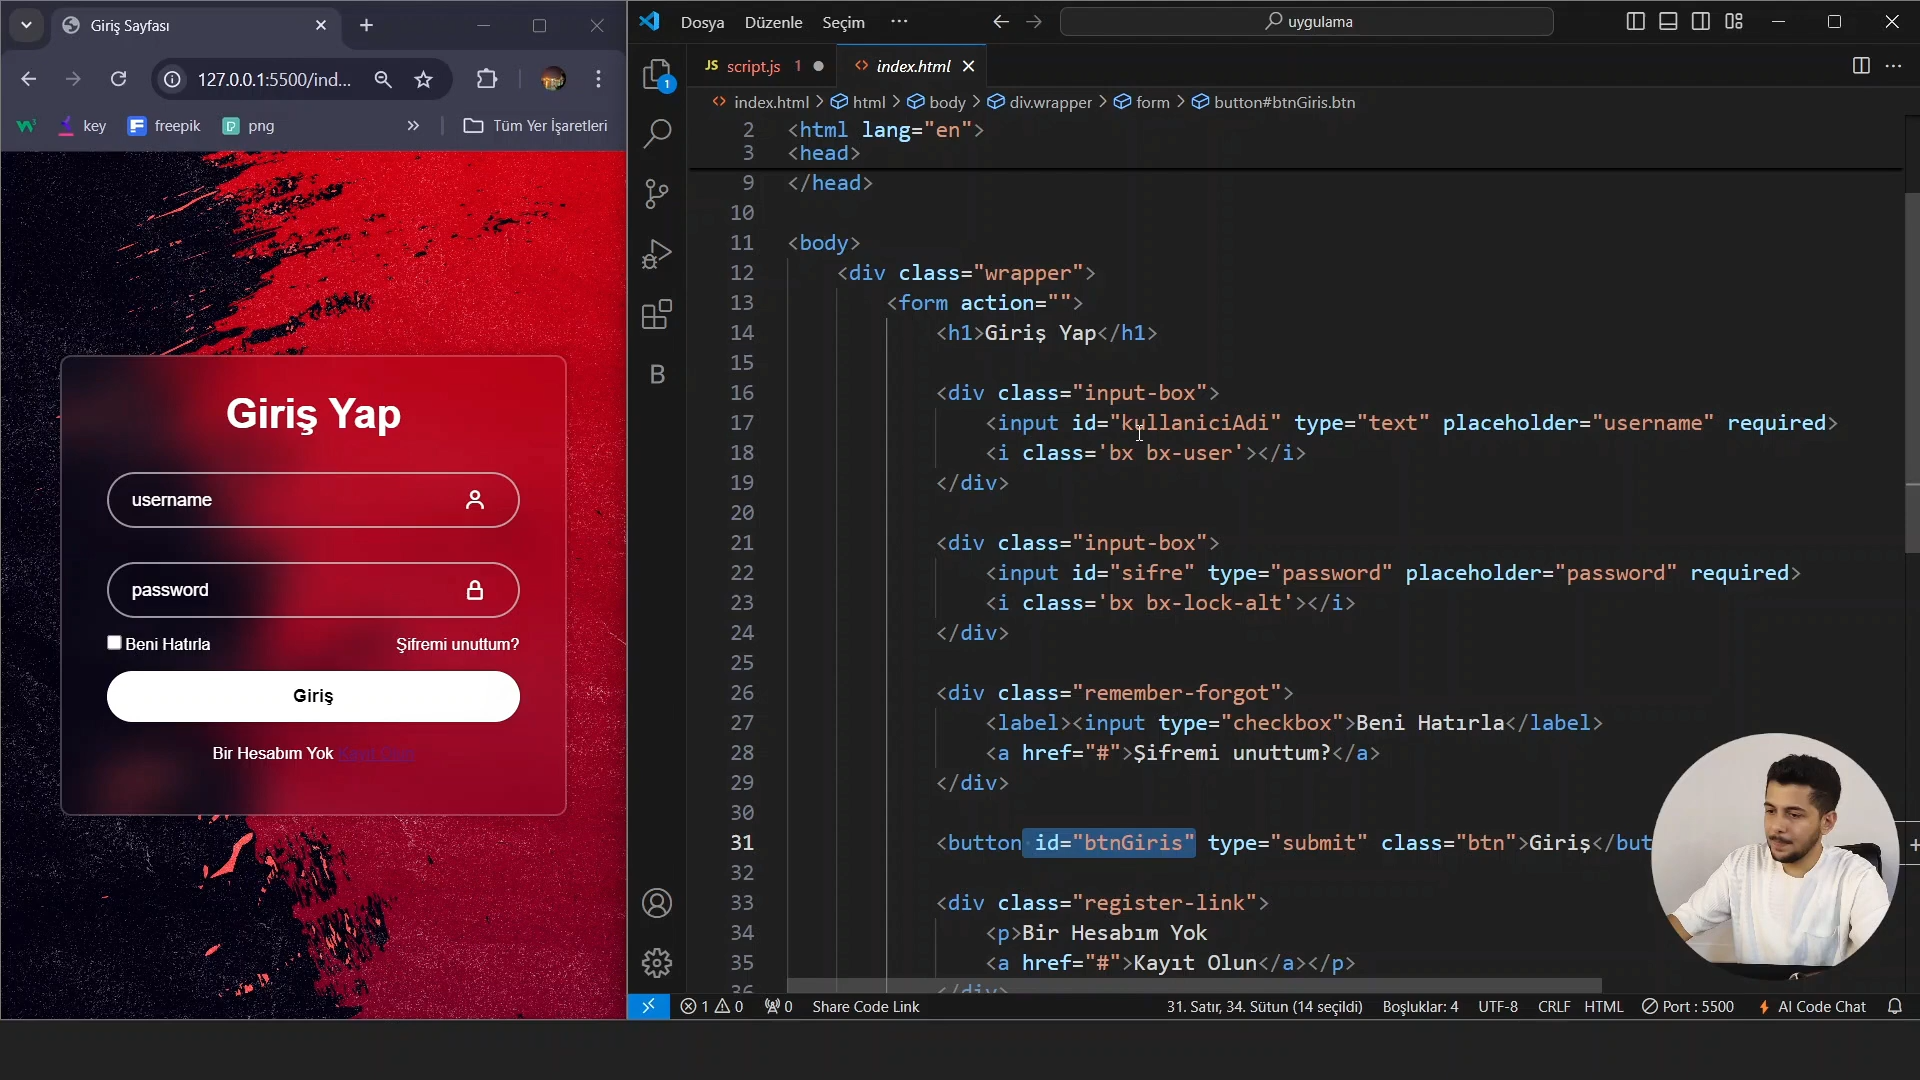 Giriş Sayfası
127.0.0.1:5500/ind...
key
freepik
png
Tüm Yer İşaretleri
Giriş Yap
username
password
Beni Hatırla
Şifremi unuttum?
Giriş
Bir Hesabım Yok Kayıt Olun
Dosya Düzenle Seçim ···
uygulama
JS script.js 1
<> index.html
<> index.html > html > body > div.wrapper > form > button#btnGiris.btn
1
B
2 <html lang="en">
3 <head>
9 </head>
10
11 <body>
12 <div class="wrapper">
13 <form action="">
14 <h1>Giriş Yap</h1>
15
16 <div class="input-box">
17 <input id="kullaniciAdi" type="text" placeholder="username" required>
18 <i class='bx bx-user'></i>
19 </div>
20
21 <div class="input-box">
22 <input id="sifre" type="password" placeholder="password" required>
23 <i class='bx bx-lock-alt'></i>
24 </div>
25
26 <div class="remember-forgot">
27 <label><input type="checkbox">Beni Hatırla</label>
28 <a href="#">Şifremi unuttum?</a>
29 </div>
30
31 <button id="btnGiris" type="submit" class="btn">Giriş</but
32
33 <div class="register-link">
34 <p>Bir Hesabım Yok
35 <a href="#">Kayıt Olun</a></p>
36 </div>
1 0 0 Share Code Link 31. Satır, 34. Sütun (14 seçildi) Boşluklar: 4 UTF-8 CRLF HTML Port : 5500 AI Code Chat